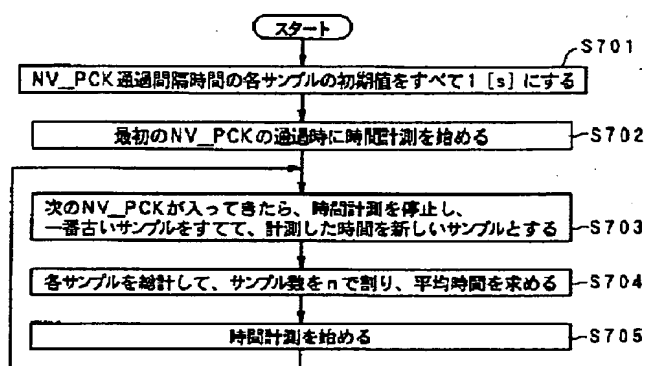 スタート
S701
NV_PCK通過間隔時間の各サンプルの初期値をすべて1 [s] にする
最初のNV_PCKの通過時に時間計測を始める
S702
次のNV_PCKが入ってきたら、時間計測を停止し、
一番古いサンプルをすてて、計測した時間を新しいサンプルとする
S703
各サンプルを総計して、サンプル数をnで割り、平均時間を求める
S704
時間計測を始める
S705